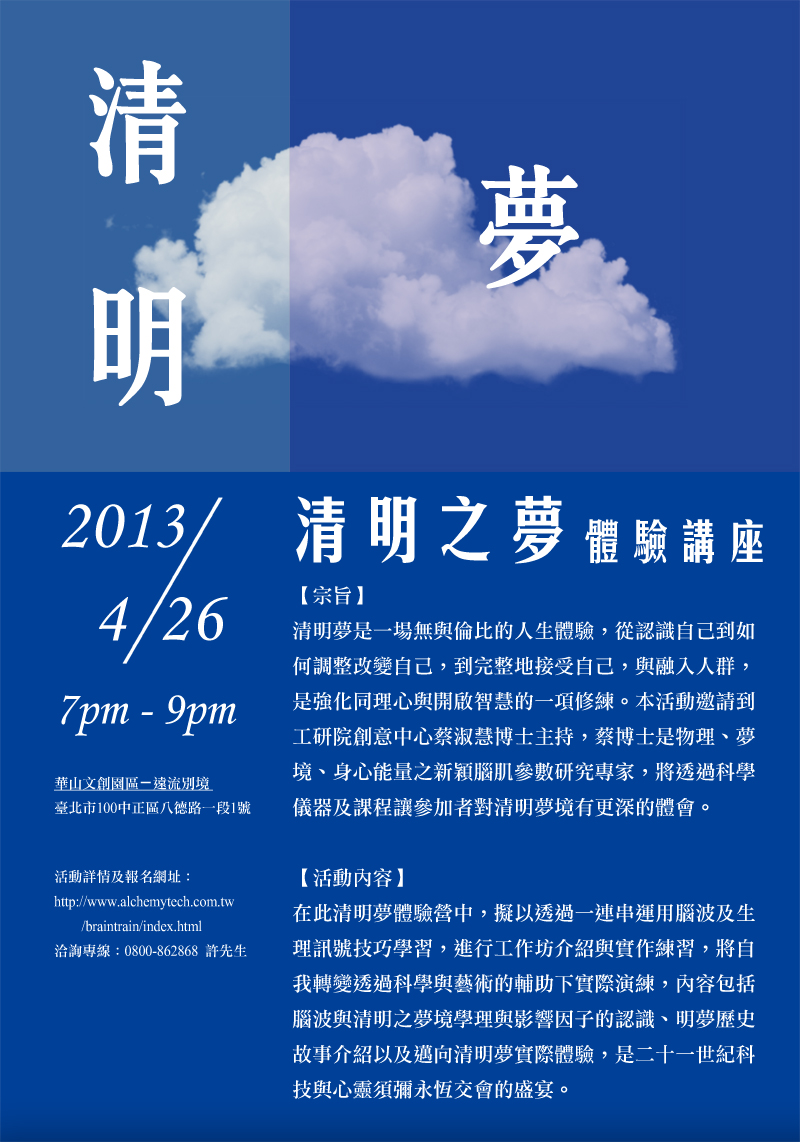 清
明
夢
2013/
4/26
7pm - 9pm
華山文創園區－遠流別境
臺北市100中正區八德路一段1號
活動詳情及報名網址：
http://www.alchemytech.com.tw
/braintrain/index.html
洽詢專線：0800-862868 許先生
清明之夢 體驗講座
【宗旨】
清明夢是一場無與倫比的人生體驗，從認識自己到如
何調整改變自己，到完整地接受自己，與融入人群，
是強化同理心與開啟智慧的一項修練。本活動邀請到
工研院創意中心蔡淑慧博士主持，蔡博士是物理、夢
境、身心能量之新穎腦肌參數研究專家，將透過科學
儀器及課程讓參加者對清明夢境有更深的體會。
【活動內容】
在此清明夢體驗營中，擬以透過一連串運用腦波及生
理訊號技巧學習，進行工作坊介紹與實作練習，將自
我轉變透過科學與藝術的輔助下實際演練，內容包括
腦波與清明之夢境學理與影響因子的認識、明夢歷史
故事介紹以及邁向清明夢實際體驗，是二十一世紀科
技與心靈須彌永恆交會的盛宴。